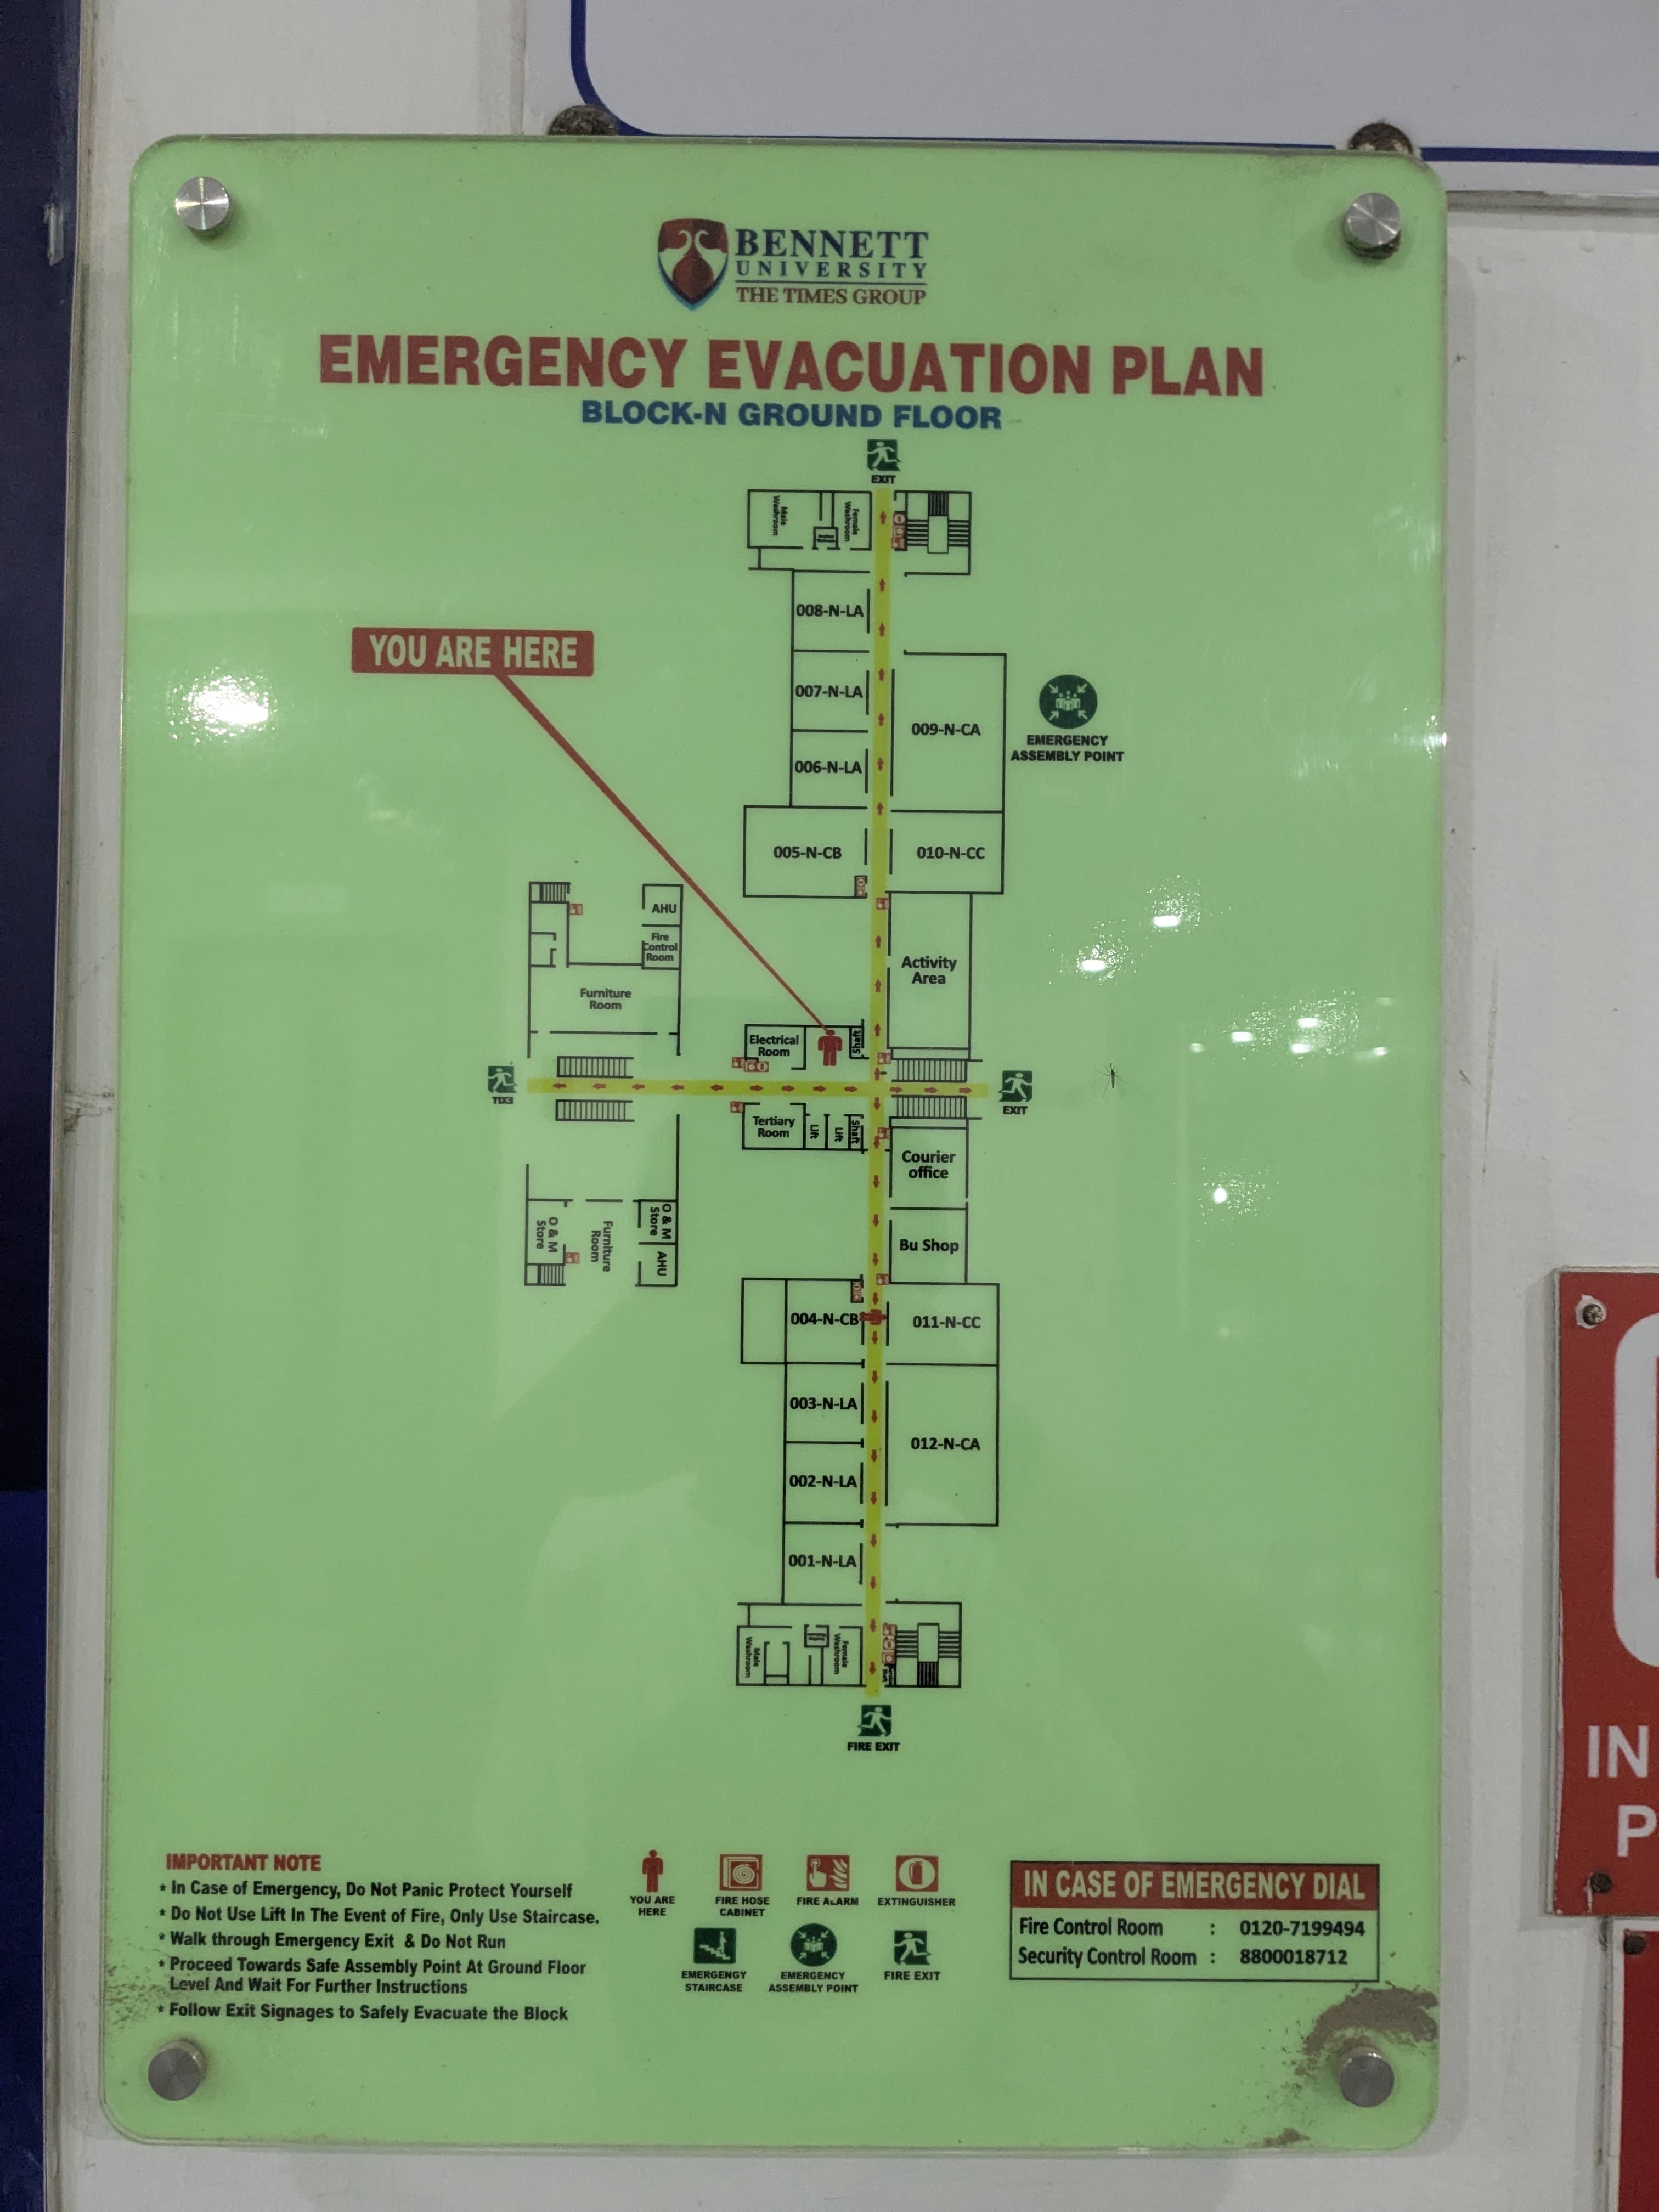 BENNETT
UNIVERSITY
THE TIMES GROUP
EMERGENCY EVACUATION PLAN
BLOCK-N GROUND FLOOR
EXIT
Male
Washroom
Female
Washroom
008-N-LA
YOU ARE HERE
007-N-LA
009-N-CA
EMERGENCY
ASSEMBLY POINT
006-N-LA
005-N-CB
010-N-CC
AHU
Fire
Control
Room
Activity
Area
Furniture
Room
Electrical
Room
Shaft
EXIT
EXIT
Tertiary
Room
Lift
Lift
Shaft
Courier
office
O & M
Store
Furniture
Room
O & M
Store
AHU
Bu Shop
004-N-CB
011-N-CC
003-N-LA
012-N-CA
002-N-LA
001-N-LA
Male
Washroom
Female
Washroom
FIRE EXIT
IMPORTANT NOTE
* In Case of Emergency, Do Not Panic Protect Yourself
* Do Not Use Lift In The Event of Fire, Only Use Staircase.
* Walk through Emergency Exit & Do Not Run
* Proceed Towards Safe Assembly Point At Ground Floor
Level And Wait For Further Instructions
* Follow Exit Signages to Safely Evacuate the Block
YOU ARE
HERE
FIRE HOSE
CABINET
FIRE ALARM
EXTINGUISHER
EMERGENGY
STAIRCASE
EMERGENCY
ASSEMBLY POINT
FIRE EXIT
IN CASE OF EMERGENCY DIAL
Fire Control Room : 0120-7199494
Security Control Room : 8800018712
IN
P